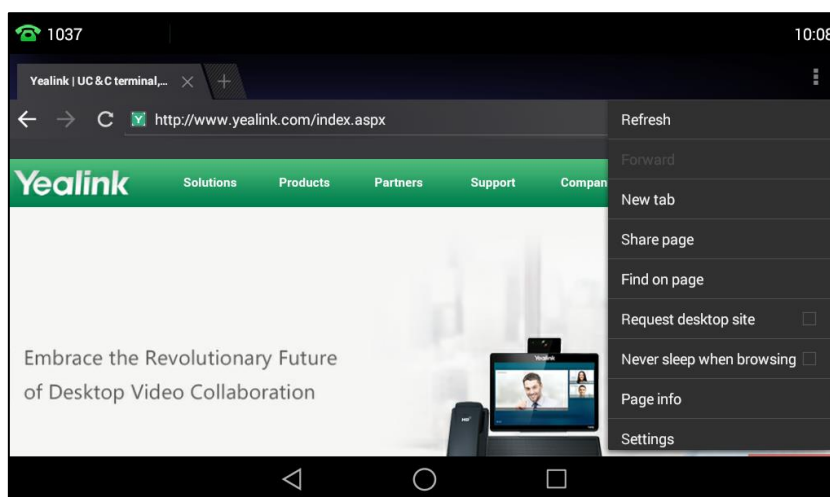 1037
10:08
Yealink | UC & C terminal,...
http://www.yealink.com/index.aspx
Yealink
Solutions Products Partners Support Compan
Embrace the Revolutionary Future
of Desktop Video Collaboration
Yealink
Refresh
Forward
New tab
Share page
Find on page
Request desktop site
Never sleep when browsing
Page info
Settings